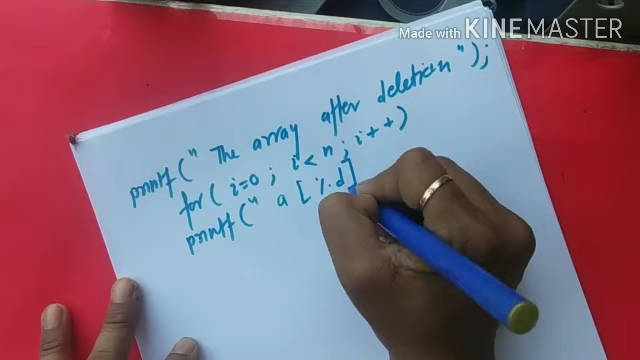 Made with KINEMASTER
printf(" The array after deletion");
for( i=0 ; i<n ; i++)
printf(" a [%d]